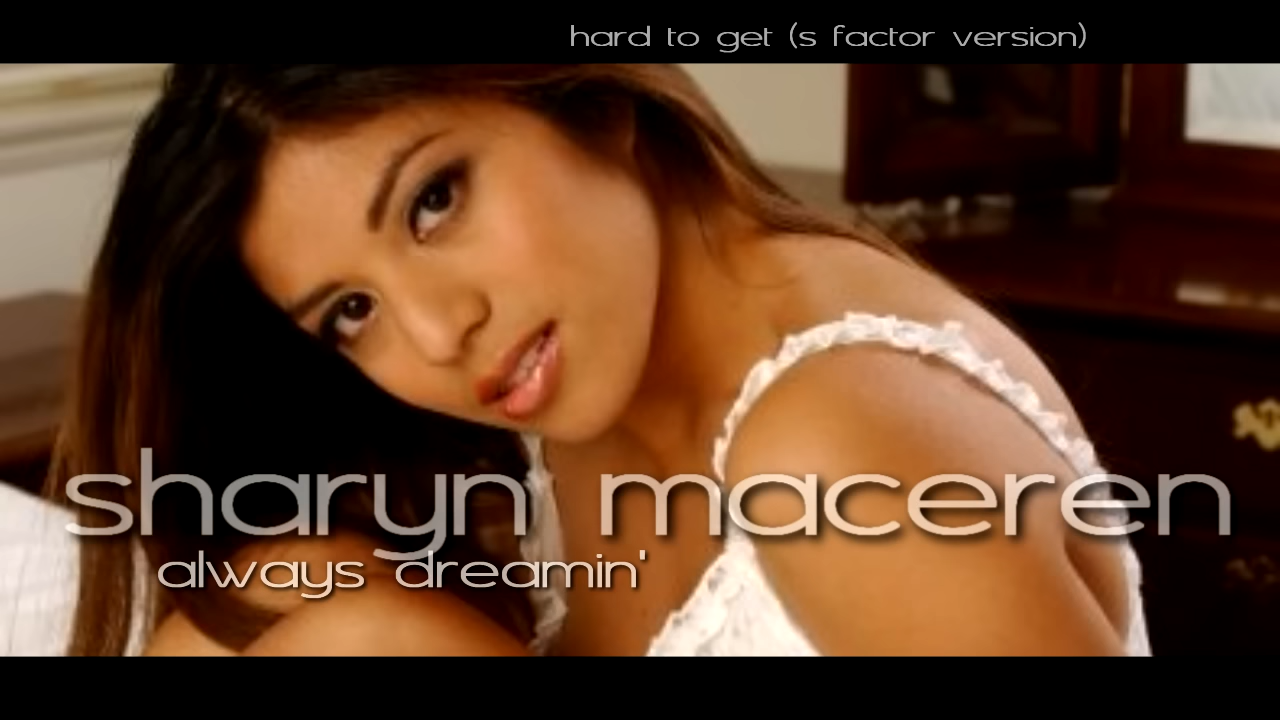 hard to get (s factor version)
sharyn maceren
always dreamin'